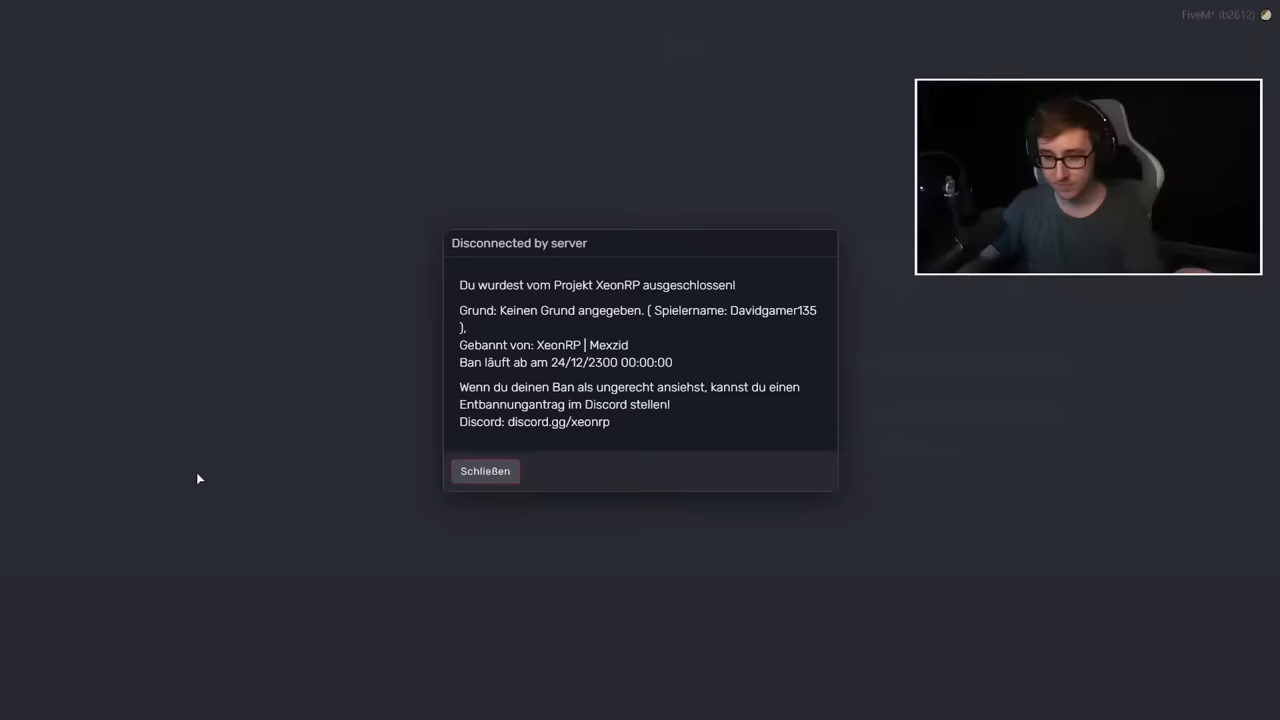 FiveM* (b2612)
Disconnected by server
Du wurdest vom Projekt XeonRP ausgeschlossen!
Grund: Keinen Grund angegeben. ( Spielername: Davidgamer135
),
Gebannt von: XeonRP | Mexzid
Ban läuft ab am 24/12/2300 00:00:00
Wenn du deinen Ban als ungerecht ansiehst, kannst du einen
Entbannungantrag im Discord stellen!
Discord: discord.gg/xeonrp
Schließen